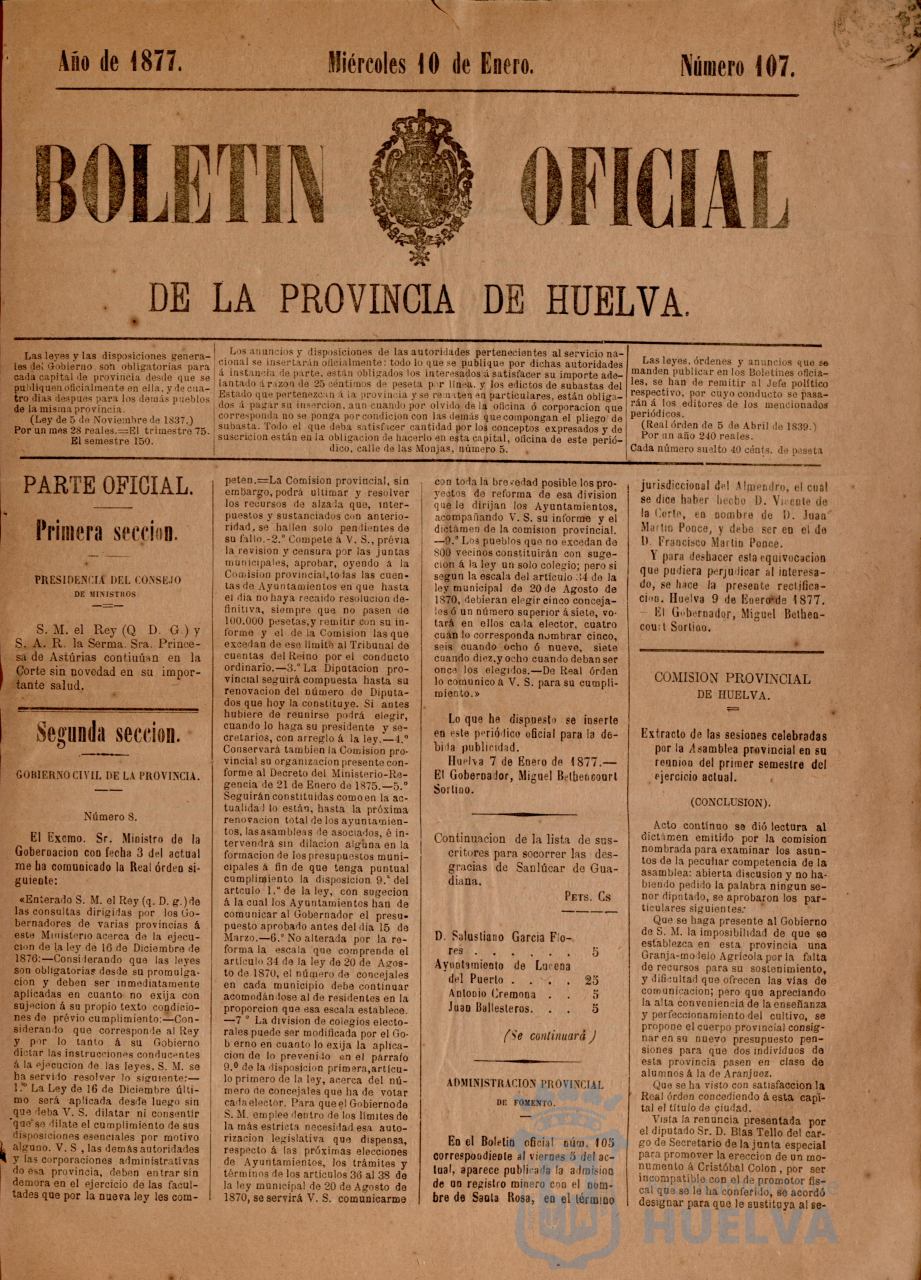 Año de 1877.
Miércoles 10 de Enero.
Número 107.
BOLETIN OFICIAL
DE LA PROVINCIA DE HUELVA.
Las leyes y las disposiciones genera-
les del Gobierno son obligatorias para
cada capital de provincia desde que se
publiquen oficialmente en ella, y de cua-
tro dias despues para los demás pueblos
de la misma provincia.
(Ley de 5 de Noviembre de 1837.)
Por un mes 28 reales.=El trimestre 75.
El semestre 150.
Los anuncios y disposiciones de las autoridades pertenecientes al servicio na-
cional se insertarán oficialmente: todo lo que se publique por dichas autoridades
á instancia de parte, están obligados los interesados á satisfacer su importe ade-
lantado á razon de 25 céntimos de peseta por línea, y los edictos de subastas del
Estado que pertenezcan á la provincia y se rematen en particulares, están obliga-
dos á pagar su insercion, aun cuando por olvido de la oficina ó corporacion que
corresponda no se ponga por condicion con las demás que compongan pliego de
subasta. Todo el que deba satisfacer cantidad por los conceptos expresados y de
suscricion están en la obligacion de hacerlo en esta capital, oficina de este perió-
dico, calle de las Monjas, número 5.
Las leyes, órdenes y anuncios que se
manden publicar en los Boletines oficia-
les, se han de remitir al Jefe político
respectivo, por cuyo conducto se pasa-
rán á los editores de los mencionados
periódicos.
(Real órden de 5 de Abril de 1839.)
Por un año 240 reales.
Cada número suelto 40 cénts. de peseta
PARTE OFICIAL.
Primera seccion.
PRESIDENCIA DEL CONSEJO
DE MINISTROS
S. M. el Rey (Q D. G.) y
S. A. R. la Serma. Sra. Prince-
sa de Astúrias continúan en la
Corte sin novedad en su impor-
tante salud.
Segunda seccion.
GOBIERNO CIVIL DE LA PROVINCIA.
Número 8.
El Excmo. Sr. Ministro de la
Gobernacion con fecha 3 del actual
me ha comunicado la Real órden si-
guiente:
«Enterado S. M. el Rey (q. D. g.) de
las consultas dirigidas por los Go-
bernadores de varias provincias á
este Ministerio acerca de la ejecu-
cion de la ley de 16 de Diciembre de
1876:—Considerando que las leyes
son obligatorias desde su promulga-
cion y deben ser inmediatamente
aplicadas en cuanto no exija con
sujecion á su propio texto condicio-
nes de prévio cumplimiento:—Con-
siderando que corresponde al Rey
y por lo tanto á su Gobierno
dictar las instrucciones conducentes
á la ejecucion de las leyes. S. M. se
ha servido resolver lo siguiente:—
1.º La Ley de 16 de Diciembre últi-
mo será aplicada desde luego sin
que deba V. S. dilatar ni consentir
que se dilate el cumplimiento de sus
disposiciones esenciales por motivo
alguno. V. S , las demás autoridades
y las corporaciones administrativas
de esa provincia, deben entrar sin
demora en el ejercicio de las facul-
tades que por la nueva ley les com-
peten.=La Comision provincial, sin
embargo, podrá ultimar y resolver
los recursos de alzada que, inter-
puestos y sustanciados con anterio-
ridad, se hallen solo pendientes de
su fallo.-2.º Compete á V. S., prévia
la revision y censura por las juntas
municipales, aprobar, oyendo á la
Comision provincial, todas las cuen-
tas de Ayuntamientos en que hasta
el dia no haya recaido resolucion de-
finitiva, siempre que no pasen de
100.000 pesetas, y remitir con su in-
forme y el de la Comision las que
excedan de ese limite al Tribunal de
cuentas del Reino por el conducto
ordinario.—3.º La Diputacion pro-
vincial seguirá compuesta hasta su
renovacion del número de Diputa-
dos que hoy la constituye. Si antes
hubiere de reunirse podrá elegir,
cuando lo haga su presidente y se-
cretarios, con arreglo á la ley.—4.º
Conservará tambien la Comision pro-
vincial su organizacion presente con-
forme al Decreto del Ministerio-Re-
gencia de 21 de Enero de 1875.—5.º
Seguirán constituidas como en la ac-
tualidad lo están, hasta la próxima
renovacion total de los ayuntamien-
tos, las asambleas de asociados, é in-
tervendrá sin dilacion alguna en la
formacion de los presupuestos muni-
cipales á fin de que tenga puntual
cumplimiento la disposicion 9.ª del
artculo 1.º de la ley, con sugecion
á la cual los Ayuntamientos han de
comunicar al Gobernador el presu-
puesto aprobado antes del dia 15 de
Marzo.—6.º No alterada por la re-
forma la escala que comprende el
artículo 34 de la ley de 20 de Agos-
to de 1870, el número de concejales
en cada municipio debe continuar
acomodándose al de residentes en la
proporcion que esa escala establece.
—7 º La division de colegios electo-
rales puede ser modificada por el Go-
bierno en cuanto lo exija la aplica-
cion de lo prevenido en el párrafo
9.º de la disposicion primera, artícu-
lo primero de la ley, acerca del nú-
mero de concejales que ha de votar
cada elector. Para que el Gobierno de
S. M. emplee dentro de los límites de
la más estricta necesidad esa auto-
rizacion legislativa que dispensa,
respecto á las próximas elecciones
de Ayuntamientos, los trámites y
términos de los artículos 36 al 38 de
la ley municipal de 20 de Agosto de
1870, se servirá V. S. comunicarme
con toda la brevedad posible los pro-
yectos de reforma de esa division
que le dirijan los Ayuntamientos,
acompañando V. S. su informe y el
dictámen de la comision provincial.
—9.º Los pueblos que no excedan de
800 vecinos constituirán con suge-
cion á la ley un solo colegio; pero si
segun la escala del artículo 34 de la
ley municipal de 20 de Agosto de
1870, debieran elegir cinco conceja-
les ó un número superior á siete, vo-
tará en ellos cada elector, cuatro
cuando corresponda nombrar cinco,
seis cuando ocho ó nueve, siete
cuando diez, y ocho cuando deban ser
once los elegidos.—De Real órden
lo comunico á V. S. para su cumpli-
miento.»
Lo que he dispuesto se inserte
en este periódico oficial para la de-
bida publicidad.
Huelva 7 de Enero de 1877.—
El Gobernador, Miguel Bethencourt
Sortino.
Continuacion de la lista de sus-
critores para socorrer las des-
gracias de Sanlúcar de Gua-
diana.
PETS. Cs
D. Salustiano Garcia Flo-
res . . . . . . 5
Ayuntamiento de Lucena
del Puerto . . . . 25
Antonio Cremona . . 5
Juan Ballesteros. . . 5
(Se continuará)
ADMINISTRACION PROVINCIAL
DE FOMENTO.
En el Boletin oficial núm. 105
correspondiente al viernes 5 del ac-
tual, aparece publicada la admision
de un registro minero con el nom-
bre de Santa Rosa, en el término
jurisdiccional del Almendro, el cual
se dice haber hecho D. Vicente de
la Corte, en nombre de D. Juan
Martin Ponce, y debe ser en el de
D. Francisco Martin Ponce.
Y para deshacer esta equivocacion
que pudiera perjudicar al interesa-
do, se hace la presente rectifica-
cion. Huelva 9 de Enero de 1877.
—El Gobernador, Miguel Bethen-
court Sortino.
COMISION PROVINCIAL
DE HUELVA.
Extracto de las sesiones celebradas
por la Asamblea provincial en su
reunion del primer semestre del
ejercicio actual.
(CONCLUSION).
Acto contínuo se dió lectura al
dictámen emitido por la comision
nombrada para examinar los asun-
tos de la peculiar competencia de la
asamblea: abierta discusion y no ha-
biendo pedido la palabra ningun se-
ñor diputado, se aprobaron los par-
ticulares siguientes:
Que se haga presente al Gobierno
de S. M. la imposibilidad de que se
establezca en esta provincia una
Granja-modelo Agrícola por la falta
de recursos para su sostenimiento,
y dificultad que ofrecen las vías de
comunicacion; pero que apreciando
la alta conveniencia de la enseñanza
y perfeccionamiento del cultivo, se
propone el cuerpo provincial consig-
nar en su nuevo presupuesto pen-
siones para que dos individuos de
esta provincia pasen en clase de
alumnos á la de Aranjuez.
Que se ha visto con satisfaccion la
Real órden concediendo á esta capi-
tal el título de ciudad.
Vista la renuncia presentada por
el diputado Sr. D. Blas Tello del car-
go de Secretario de la junta especial
para promover la ereccion de un mo-
numento á Cristóbal Colon, por ser
incompatible con el de promotor fis-
cal que se le ha conferido, se acordó
designar para que le sustituya al se-
HUELVA